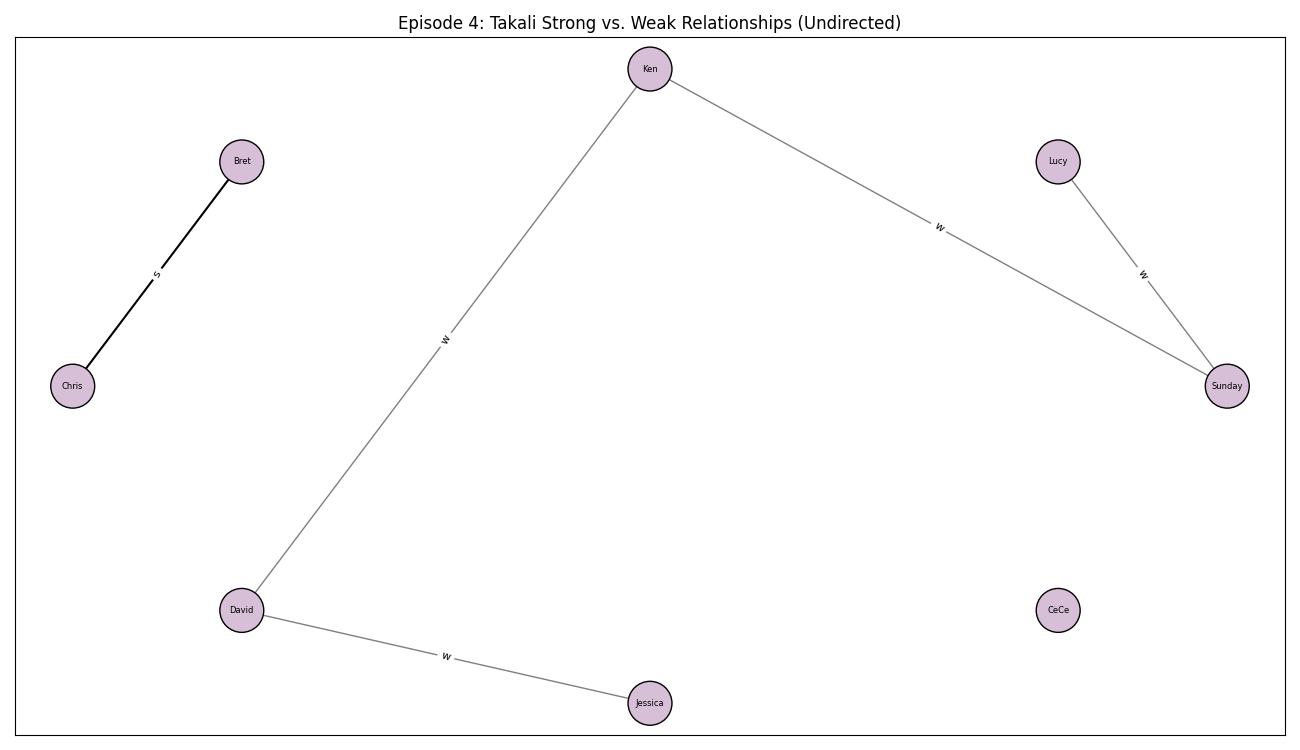 Episode 4: Takali Strong vs. Weak Relationships (Undirected)
Ken
Bret
Lucy
w
s
w
w
Chris
Sunday
David
CeCe
w
Jessica